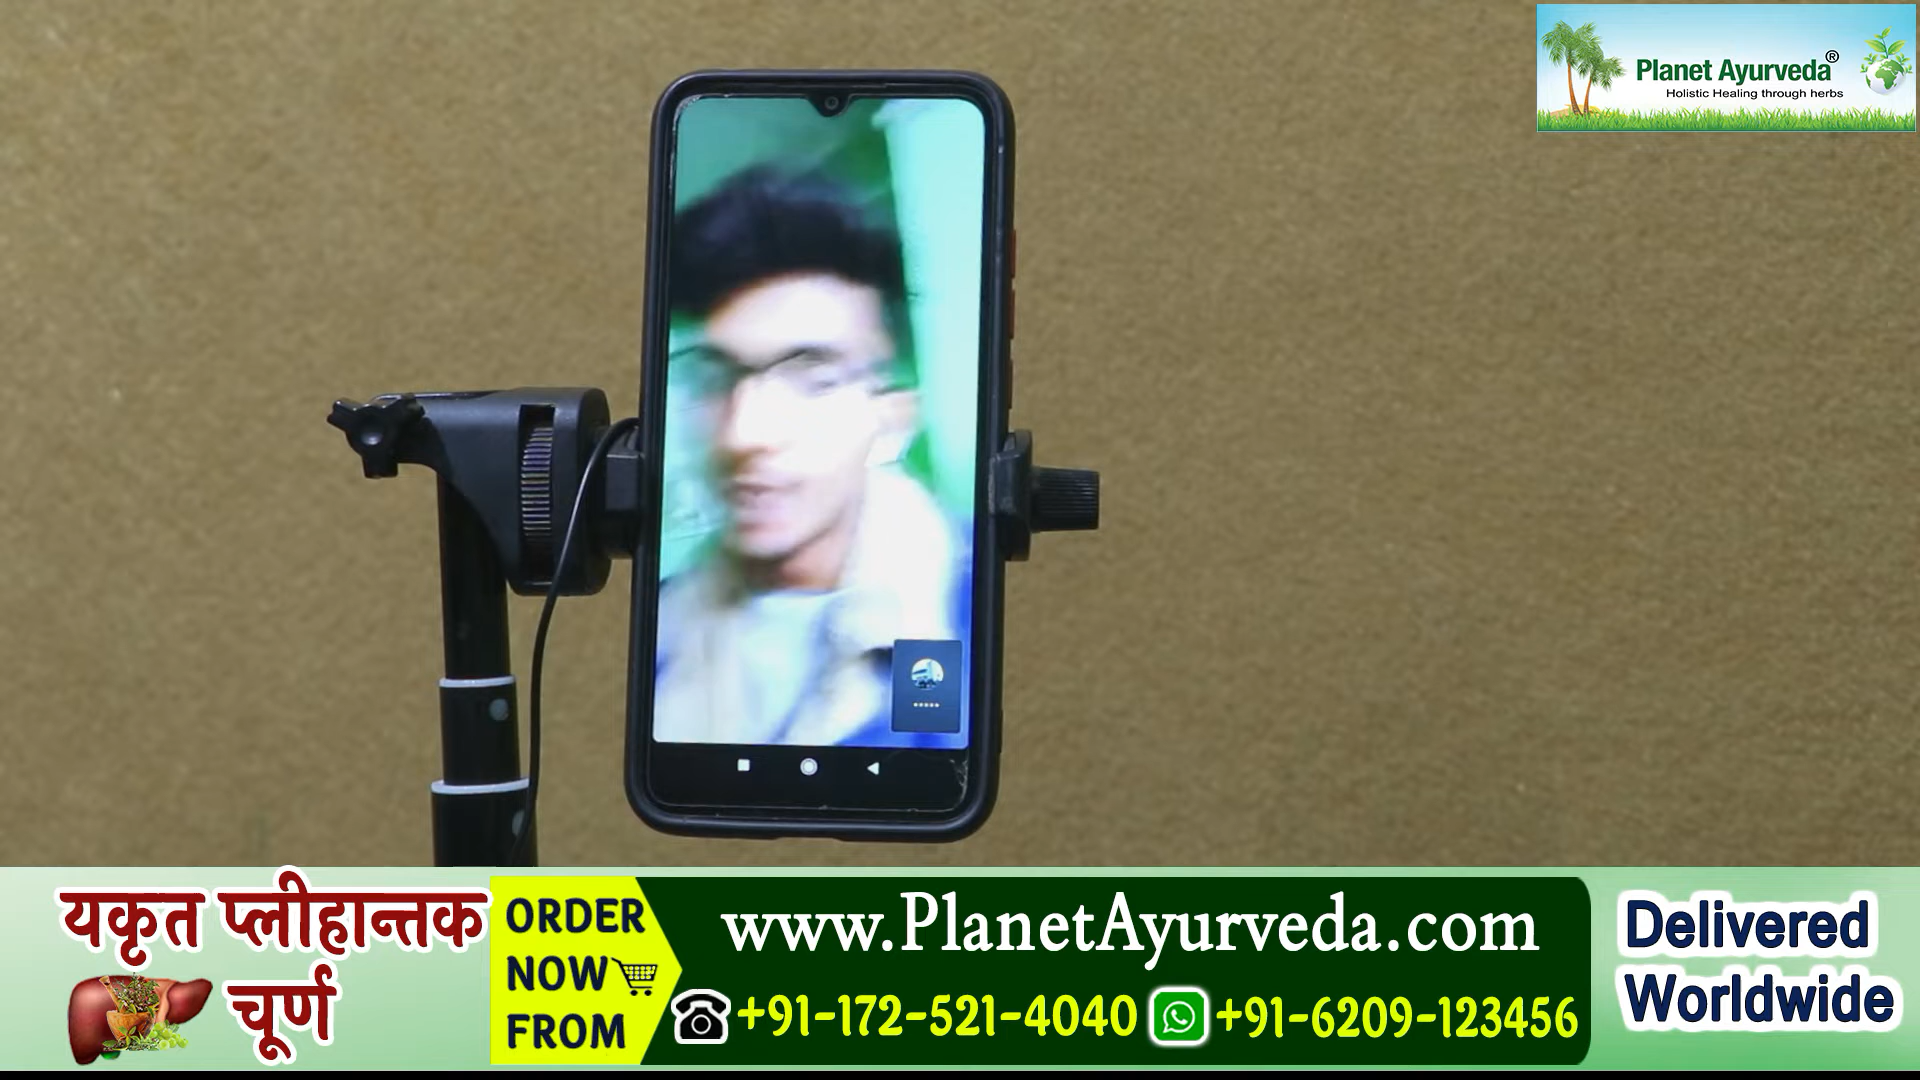 Planet Ayurveda®
Holistic Healing through herbs
यकृत प्लीहान्तक
चूर्ण
ORDER
NOW
FROM
www.PlanetAyurveda.com
+91-172-521-4040 +91-6209-123456
Delivered
Worldwide